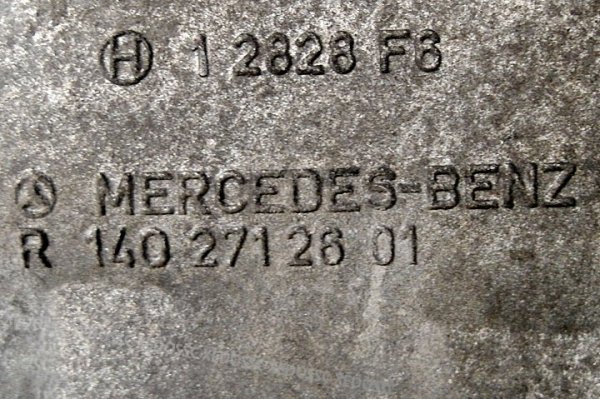 H 1 2828 F6
MERCEDES-BENZ
R 140 271 26 01